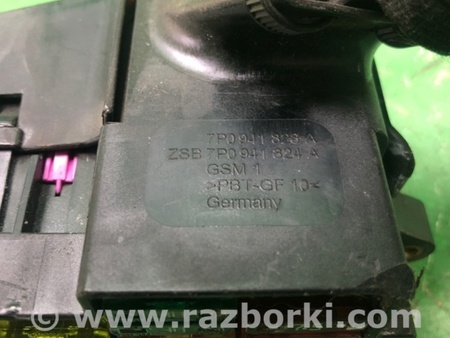 7P0 941 823 A
ZSB 7P0 941 824 A
GSM 1
>PBT-GF 10<
Germany
© www.razborki.com